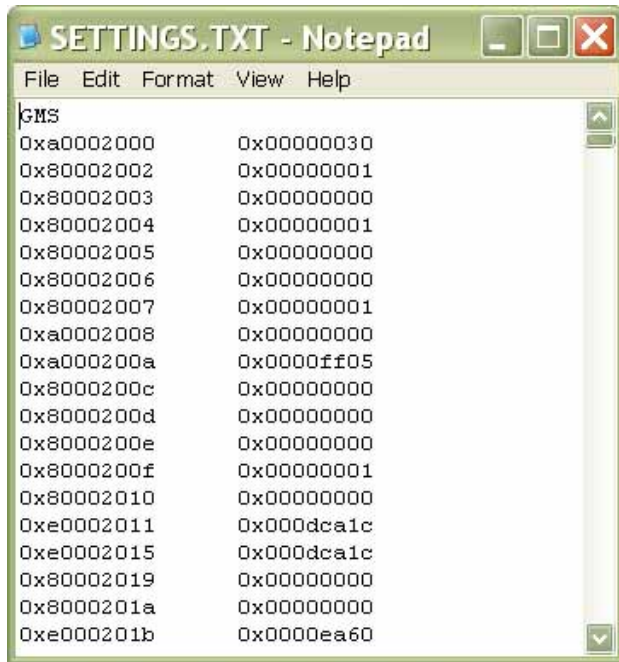 SETTINGS.TXT - Notepad
File Edit Format View Help
GMS
0xa0002000 0x00000030
0x80002002 0x00000001
0x80002003 0x00000000
0x80002004 0x00000001
0x80002005 0x00000000
0x80002006 0x00000000
0x80002007 0x00000001
0xa0002008 0x00000000
0xa000200a 0x0000ff05
0x8000200c 0x00000000
0x8000200d 0x00000000
0x8000200e 0x00000000
0x8000200f 0x00000001
0x80002010 0x00000000
0xe0002011 0x000dca1c
0xe0002015 0x000dca1c
0x80002019 0x00000000
0x8000201a 0x00000000
0xe000201b 0x0000ea60